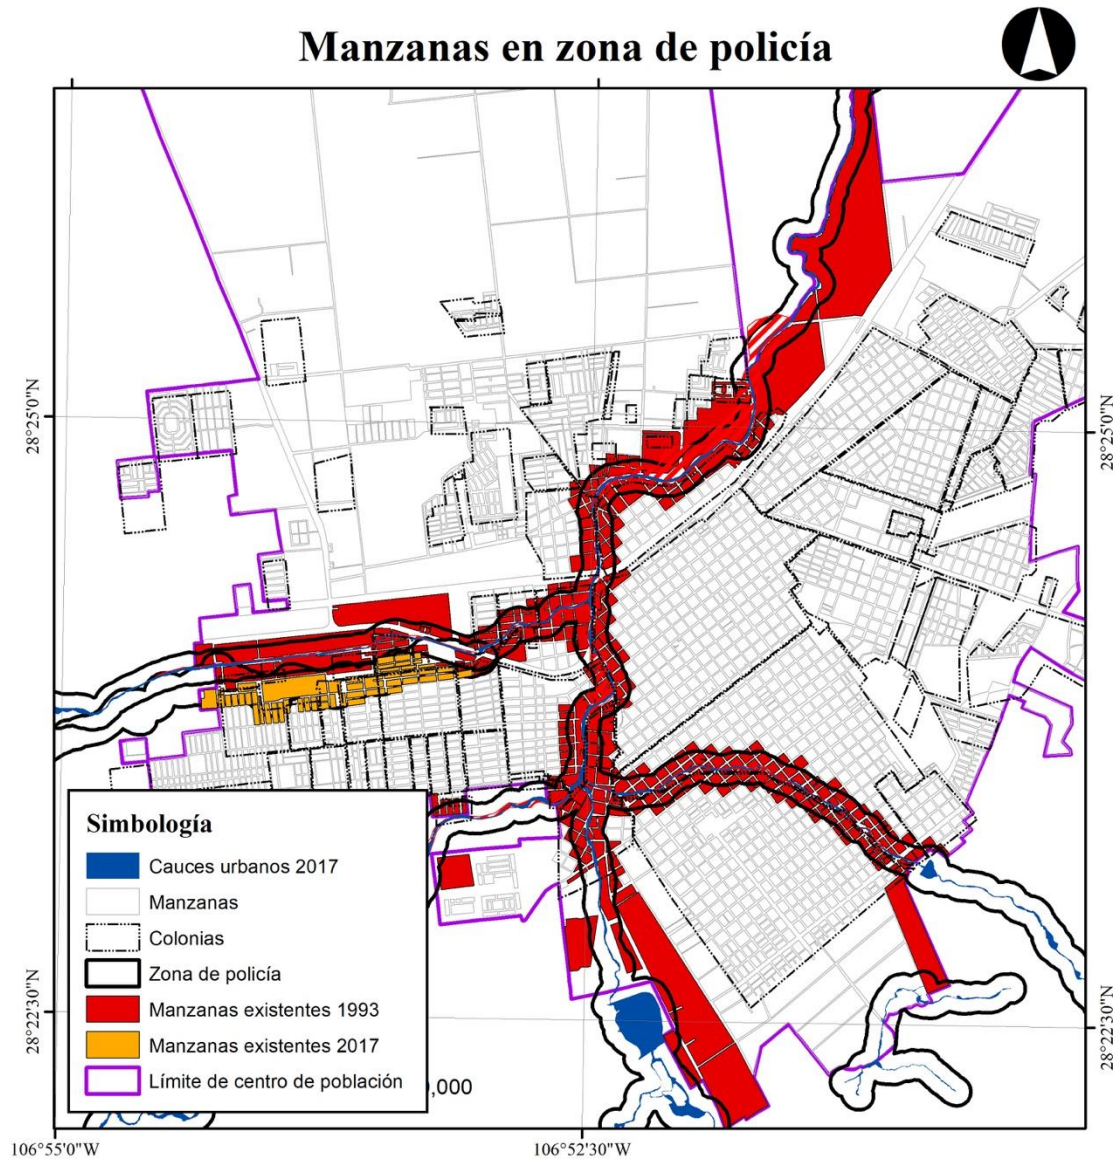 Manzanas en zona de policía
28°25'0"N
28°25'0"N
Simbología
Cauces urbanos 2017
Manzanas
Colonias
Zona de policía
Manzanas existentes 1993
Manzanas existentes 2017
Límite de centro de población
,000
28°22'30"N
28°22'30"N
106°55'0"W
106°52'30"W